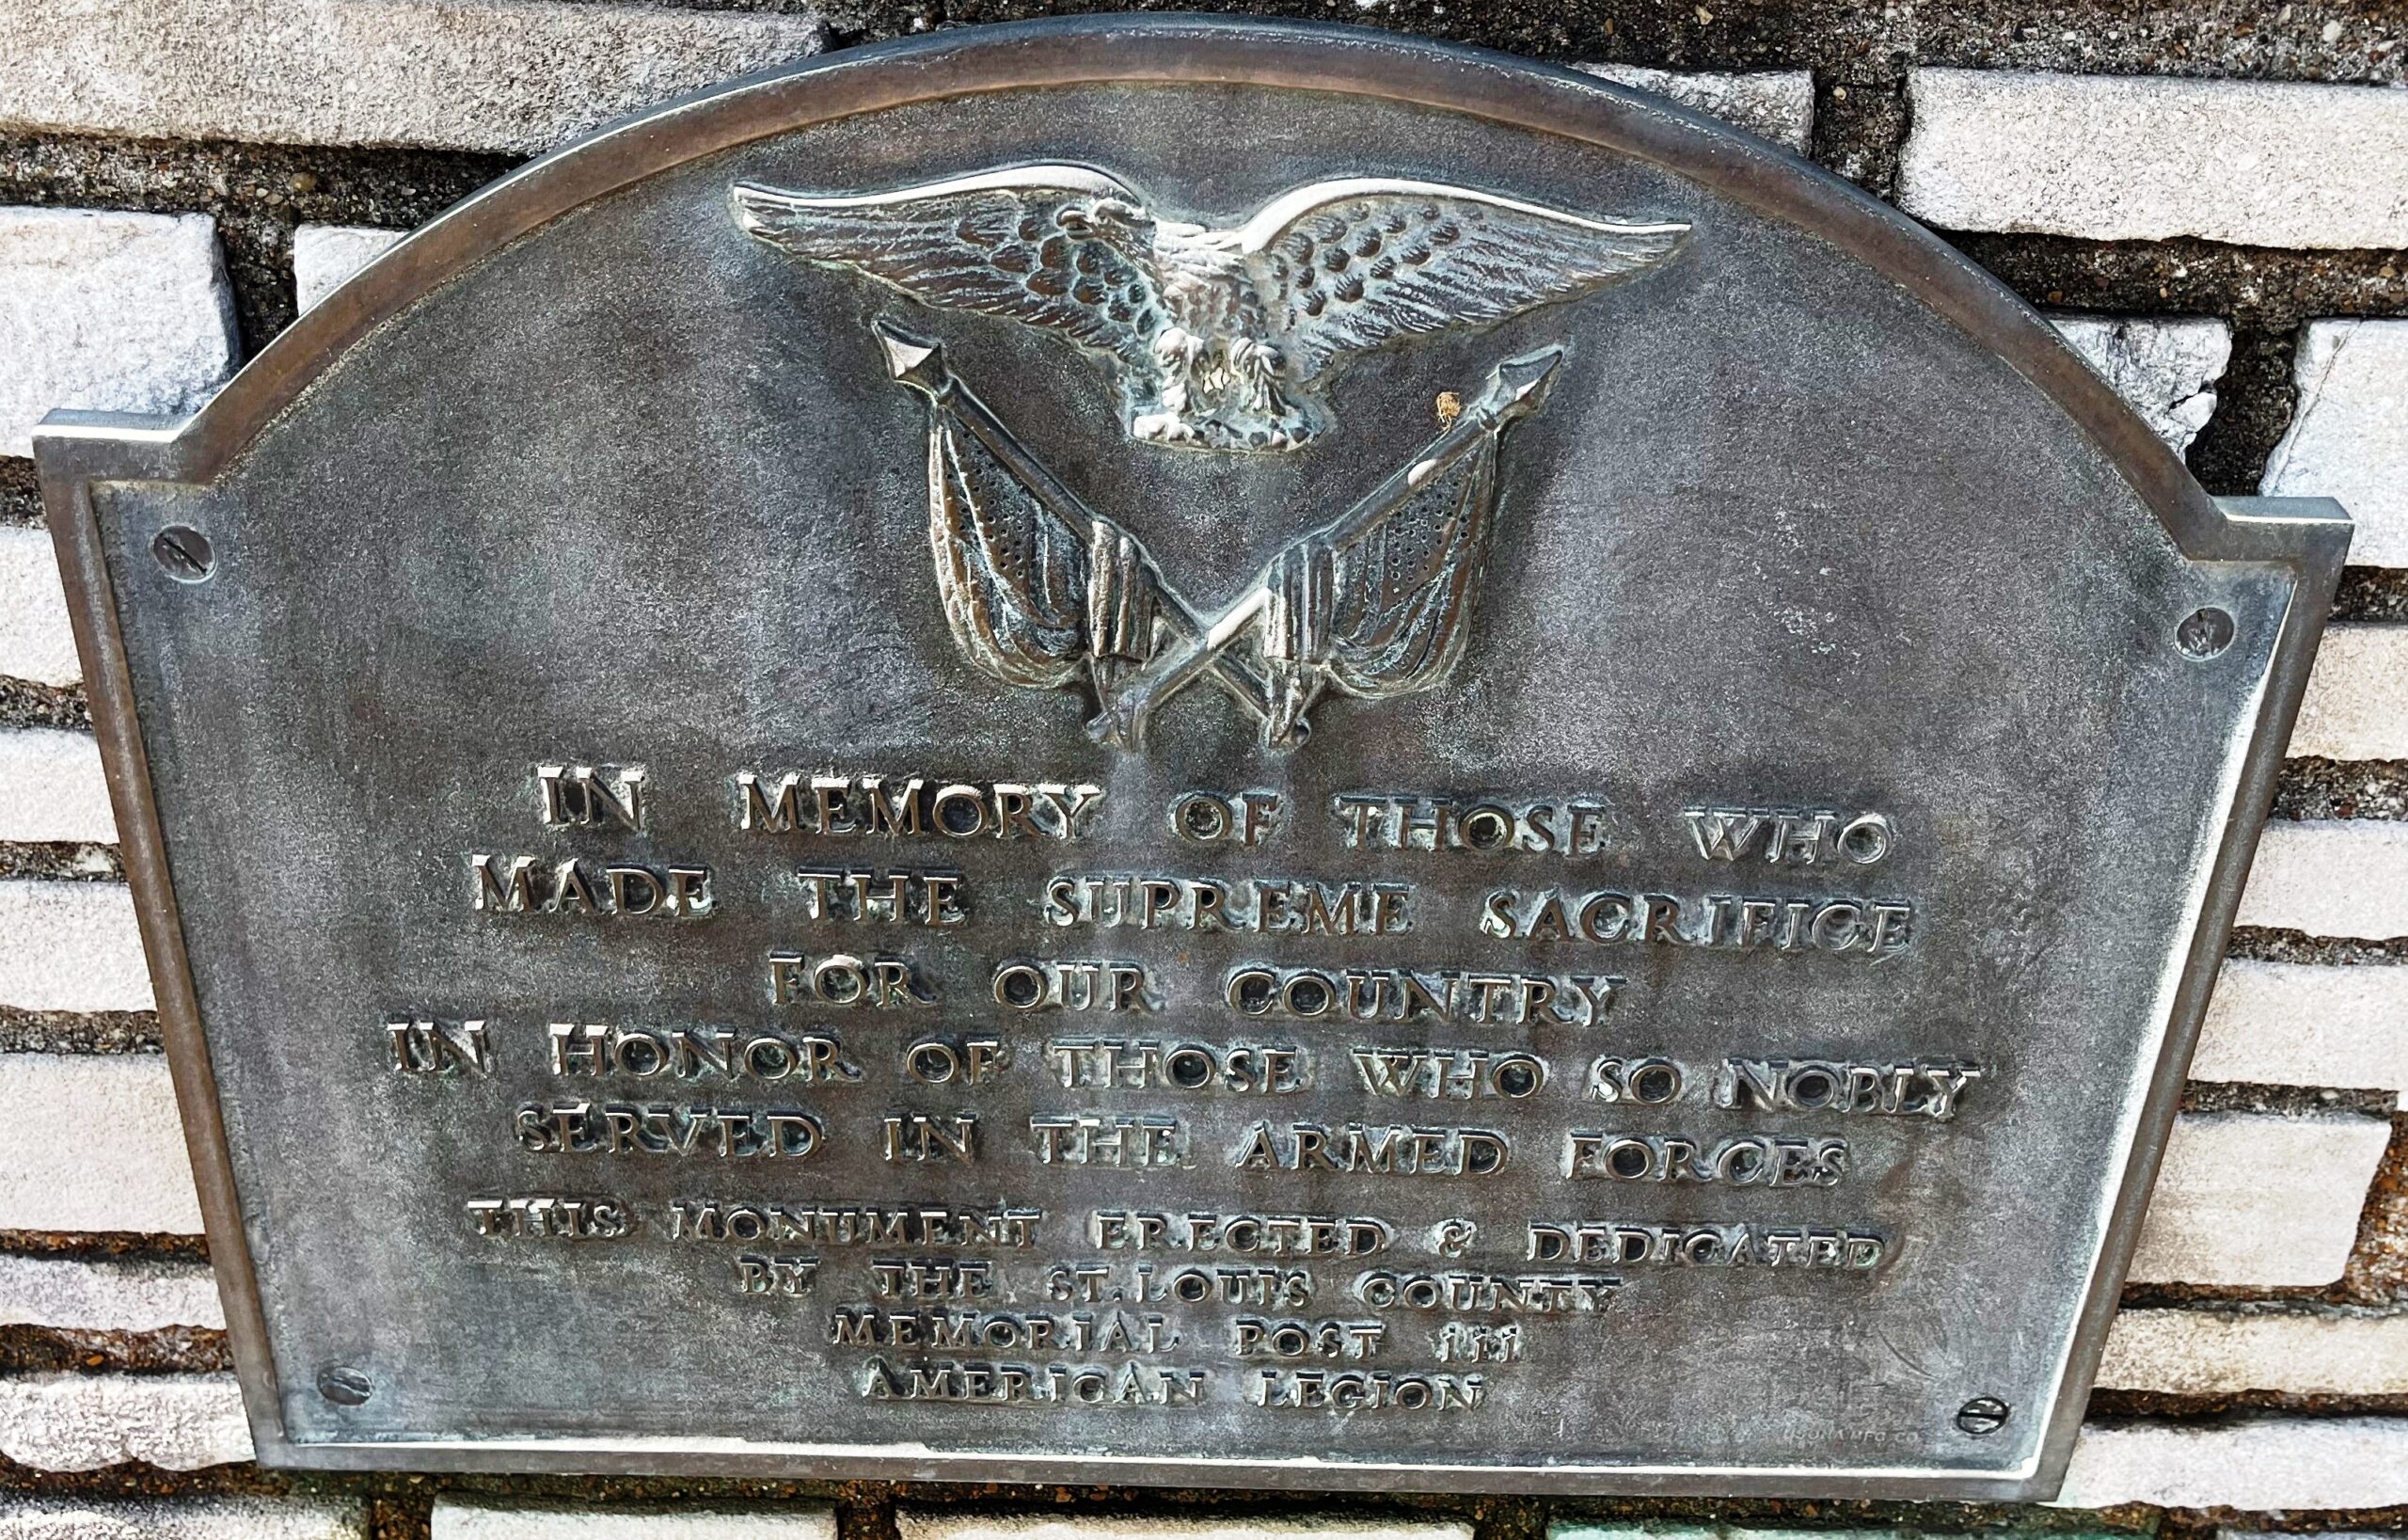 IN MEMORY OF THOSE WHO
MADE THE SUPREME SACRIFICE
FOR OUR COUNTRY
IN HONOR OF THOSE WHO SO NOBLY
SERVED IN THE ARMED FORCES
THIS MONUMENT ERECTED & DEDICATED
BY THE ST. LOUIS COUNTY
MEMORIAL POST 111
AMERICAN LEGION
MFG. CO.